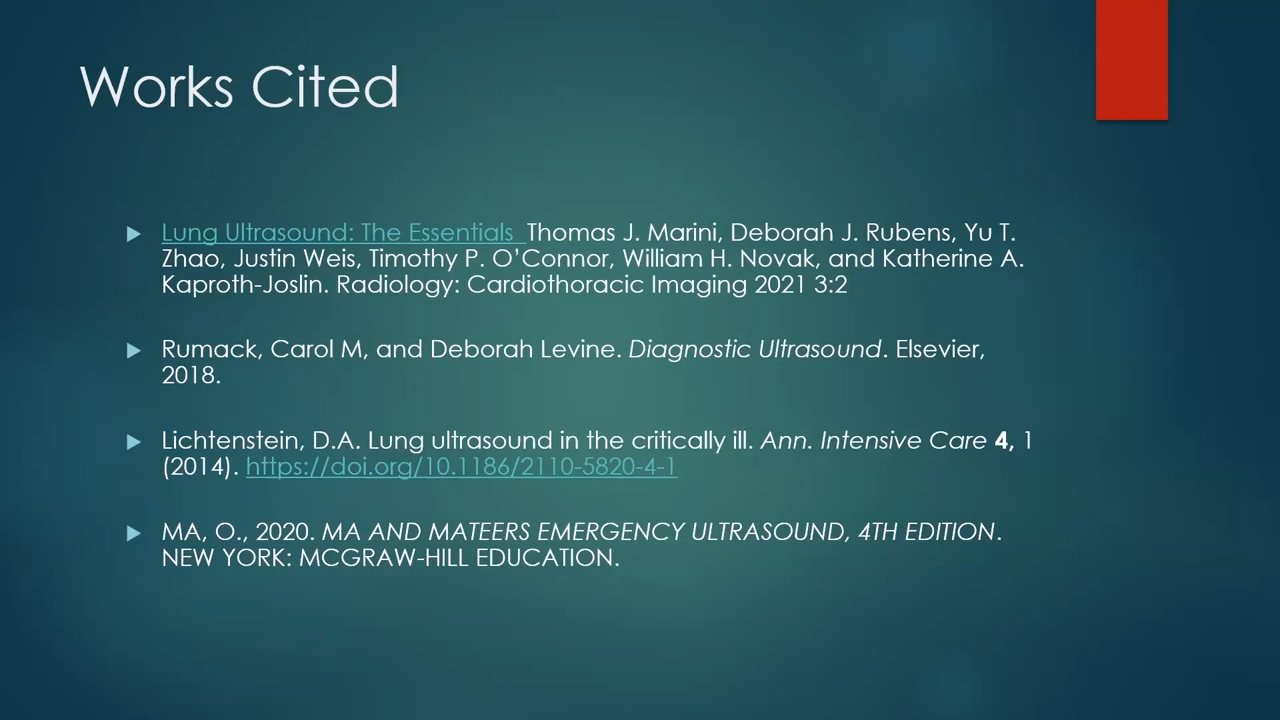 Works Cited
Lung Ultrasound: The Essentials Thomas J. Marini, Deborah J. Rubens, Yu T.
Zhao, Justin Weis, Timothy P. O’Connor, William H. Novak, and Katherine A.
Kaproth-Joslin. Radiology: Cardiothoracic Imaging 2021 3:2
Rumack, Carol M, and Deborah Levine. Diagnostic Ultrasound. Elsevier,
2018.
Lichtenstein, D.A. Lung ultrasound in the critically ill. Ann. Intensive Care 4, 1
(2014). https://doi.org/10.1186/2110-5820-4-1
MA, O., 2020. MA AND MATEERS EMERGENCY ULTRASOUND, 4TH EDITION.
NEW YORK: MCGRAW-HILL EDUCATION.